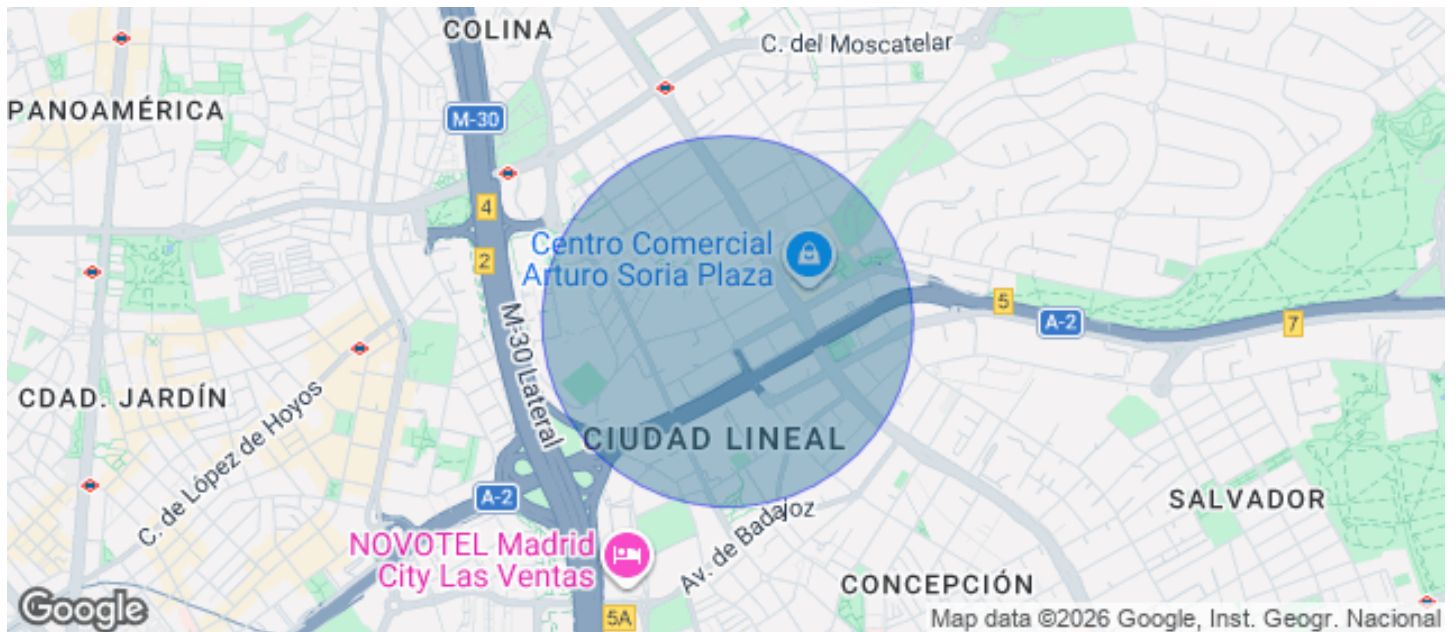 COLINA
C. del Moscatelar
PANOAMÉRICA
M-30
4
Centro Comercial
Arturo Soria Plaza
2
5
A-2
7
M-30 Lateral
CDAD. JARDÍN
C. de López de Hoyos
CIUDAD LINEAL
A-2
SALVADOR
Av. de Badajoz
NOVOTEL Madrid
City Las Ventas
CONCEPCIÓN
5A
Google
Map data ©2026 Google, Inst. Geogr. Nacional